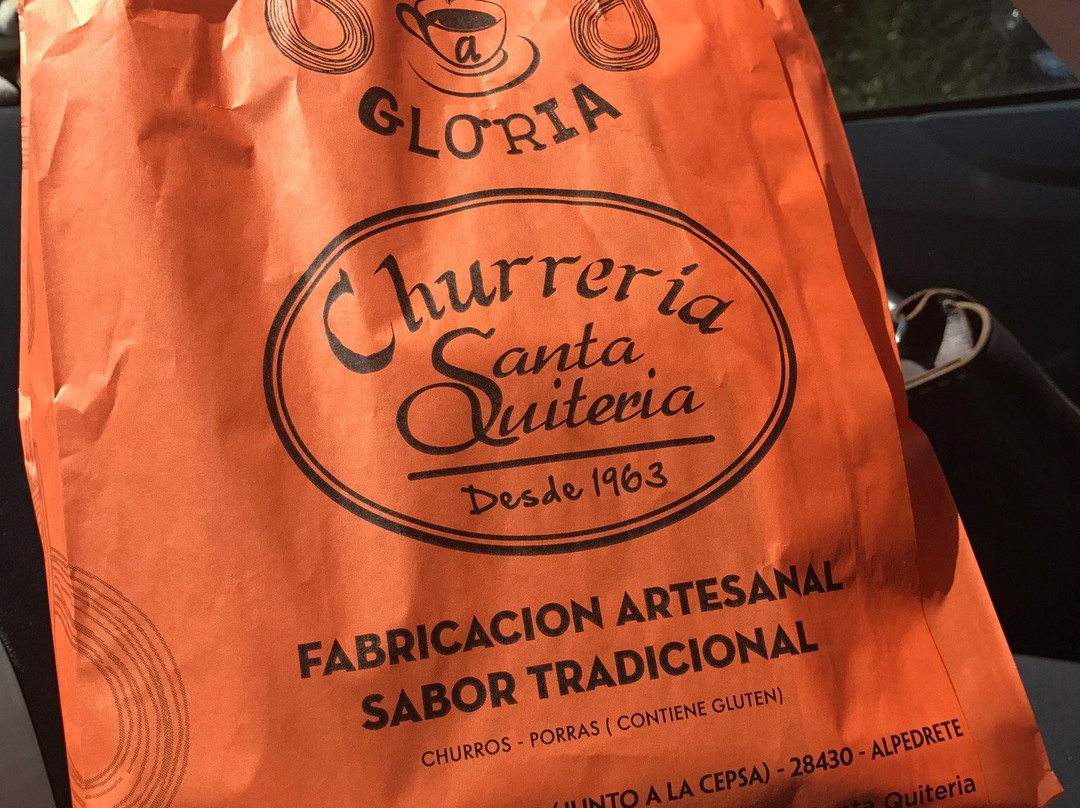 a
GLORIA
Churrería
Santa
Quiteria
Desde 1963
FABRICACION ARTESANAL
SABOR TRADICIONAL
CHURROS - PORRAS ( CONTIENE GLUTEN)
(JUNTO A LA CEPSA) - 28430 - ALPEDRETE
Quiteria